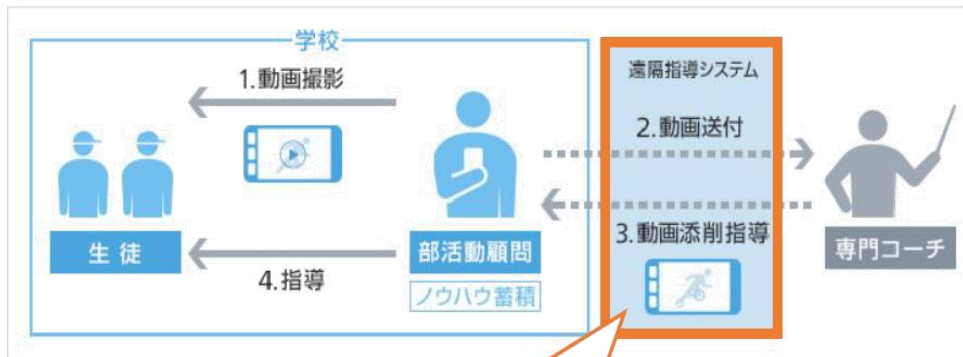 学校
1.動画撮影
生徒
4.指導
部活動顧問
ノウハウ蓄積
遠隔指導システム
2.動画送付
3.動画添削指導
専門コーチ